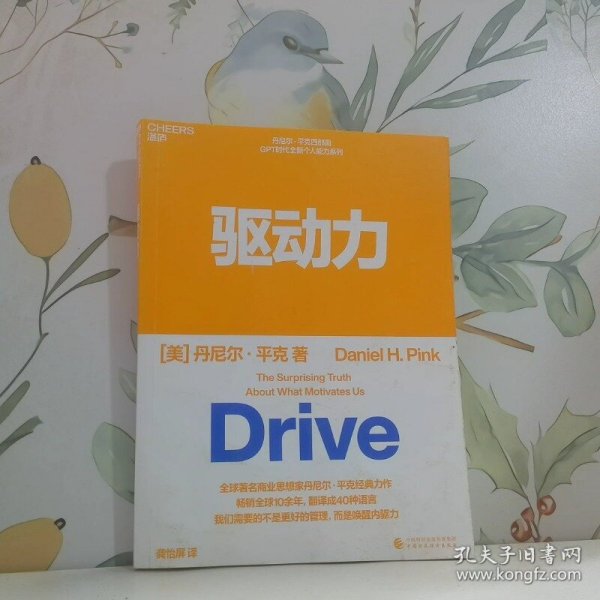 CHEERS
湛庐
丹尼尔·平克四部曲
GPT时代全新个人能力系列
驱动力
[美] 丹尼尔·平克 著 Daniel H. Pink
The Surprising Truth
About What Motivates Us
Drive
全球著名商业思想家丹尼尔·平克经典力作
畅销全球10余年，翻译成40种语言
我们需要的不是更好的管理，而是唤醒内驱力
龚怡屏 译
孔夫子旧书网
www.kongfz.com